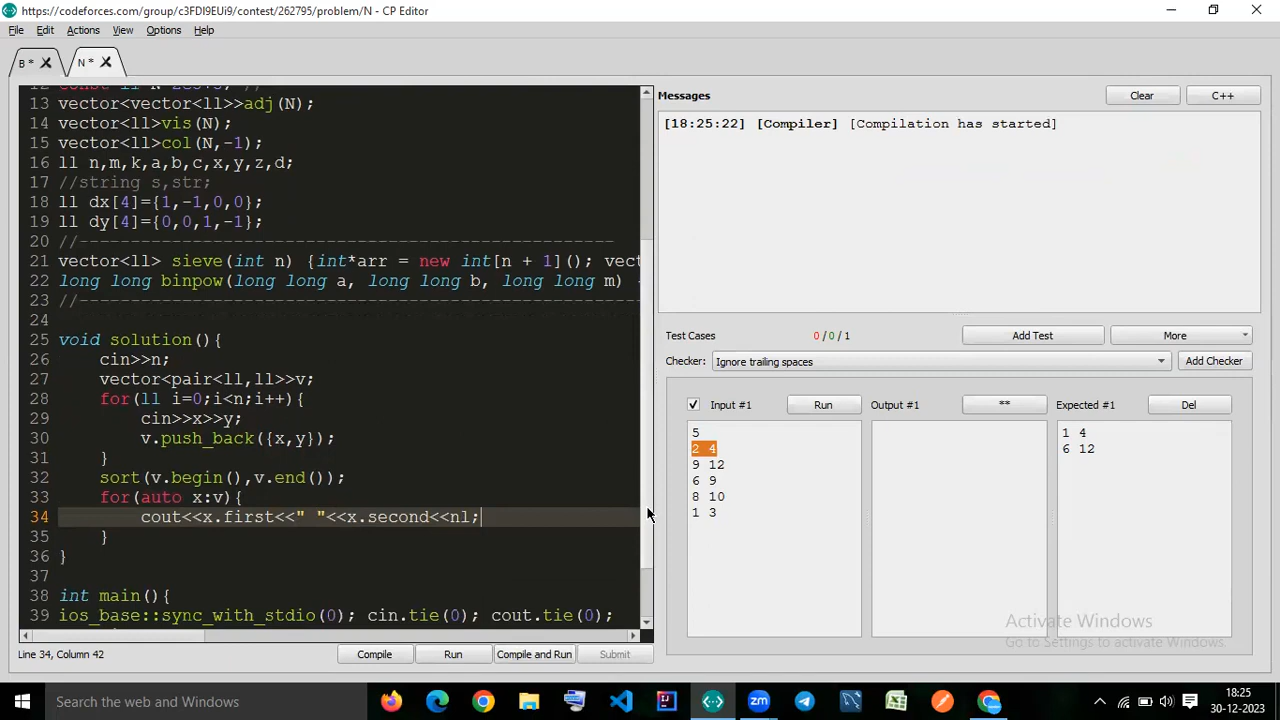 https://codeforces.com/group/c3FDI9EUi9/contest/262795/problem/N - CP Editor
File Edit Actions View Options Help
B * N *
13 vector<vector<ll>>adj(N);
14 vector<ll>vis(N);
15 vector<ll>col(N,-1);
16 ll n,m,k,a,b,c,x,y,z,d;
17 //string s,str;
18 ll dx[4]={1,-1,0,0};
19 ll dy[4]={0,0,1,-1};
20 //----------------------------------------------------
21 vector<ll> sieve(int n) {int*arr = new int[n + 1](); vect
22 long long binpow(long long a, long long b, long long m)
23 //-------------------------------------------------------
24
25 void solution(){
26 cin>>n;
27 vector<pair<ll,ll>>v;
28 for(ll i=0;i<n;i++){
29 cin>>x>>y;
30 v.push_back({x,y});
31 }
32 sort(v.begin(),v.end());
33 for(auto x:v){
34 cout<<x.first<<" "<<x.second<<nl;
35 }
36 }
37
38 int main(){
39 ios_base::sync_with_stdio(0); cin.tie(0); cout.tie(0);
Line 34, Column 42 Compile Run Compile and Run Submit
Messages Clear C++
[18:25:22] [Compiler] [Compilation has started]
Test Cases 0 / 0 / 1 Add Test More
Checker: Ignore trailing spaces Add Checker
Input #1 Run Output #1 ** Expected #1 Del
5
2 4
9 12
6 9
8 10
1 3
1 4
6 12
Activate Windows
Go to Settings to activate Windows.
Search the web and Windows
zm
18:25
30-12-2023